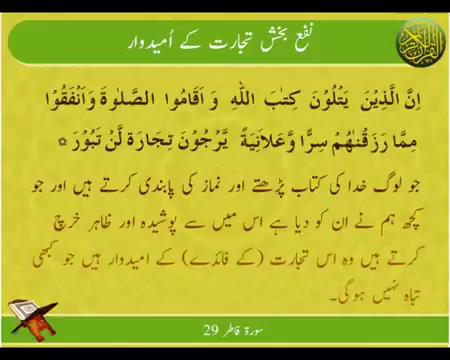 نفع بخش تجارت کے اُمیدوار
اِنَّ الَّذِیْنَ یَتْلُوْنَ کِتٰبَ اللّٰهِ وَ اَقَامُوا الصَّلٰوةَ وَ اَنْفَقُوْا
مِمَّا رَزَقْنٰهُمْ سِرًّا وَّ عَلَانِیَةً یَّرْجُوْنَ تِجَارَةً لَّنْ تَبُوْرَ
جو لوگ خدا کی کتاب پڑھتے اور نماز کی پابندی کرتے ہیں اور جو
کچھ ہم نے ان کو دیا ہے اس میں سے پوشیدہ اور ظاہر خرچ
کرتے ہیں وہ اس تجارت (کے فائدے) کے امیدوار ہیں جو کبھی
تباہ نہیں ہوگی۔
سورۃ فاطر 29